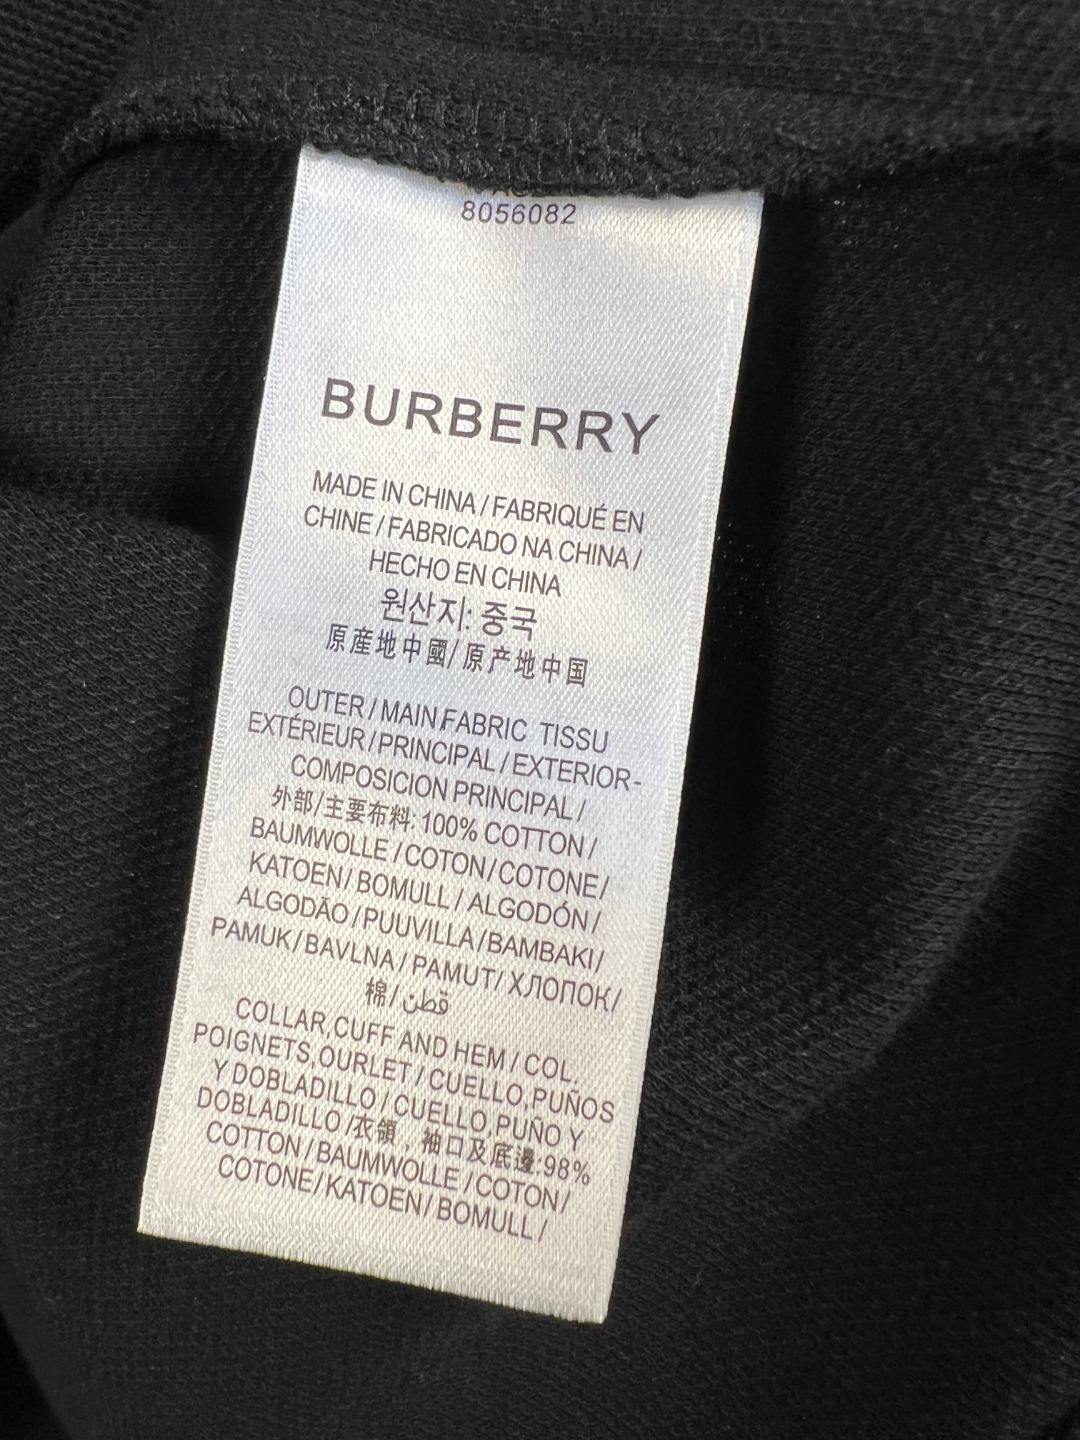 8056082
BURBERRY
MADE IN CHINA / FABRIQUÉ EN
CHINE / FABRICADO NA CHINA /
HECHO EN CHINA
원산지: 중국
原産地中國/ 原产地中国
OUTER / MAIN FABRIC TISSU
EXTÉRIEUR / PRINCIPAL / EXTERIOR-
COMPOSICION PRINCIPAL /
外部/主要布料: 100% COTTON /
BAUMWOLLE / COTON / COTONE /
KATOEN / BOMULL / ALGODÓN /
ALGODÃO / PUUVILLA / BAMBAKI /
PAMUK / BAVLNA / PAMUT / ХЛОПОК /
棉 / قطن
COLLAR, CUFF AND HEM / COL,
POIGNETS, OURLET / CUELLO, PUÑOS
Y DOBLADILLO / CUELLO, PUÑO Y
DOBLADILLO /衣領，袖口及底邊:98%
COTTON / BAUMWOLLE / COTON /
COTONE / KATOEN / BOMULL /